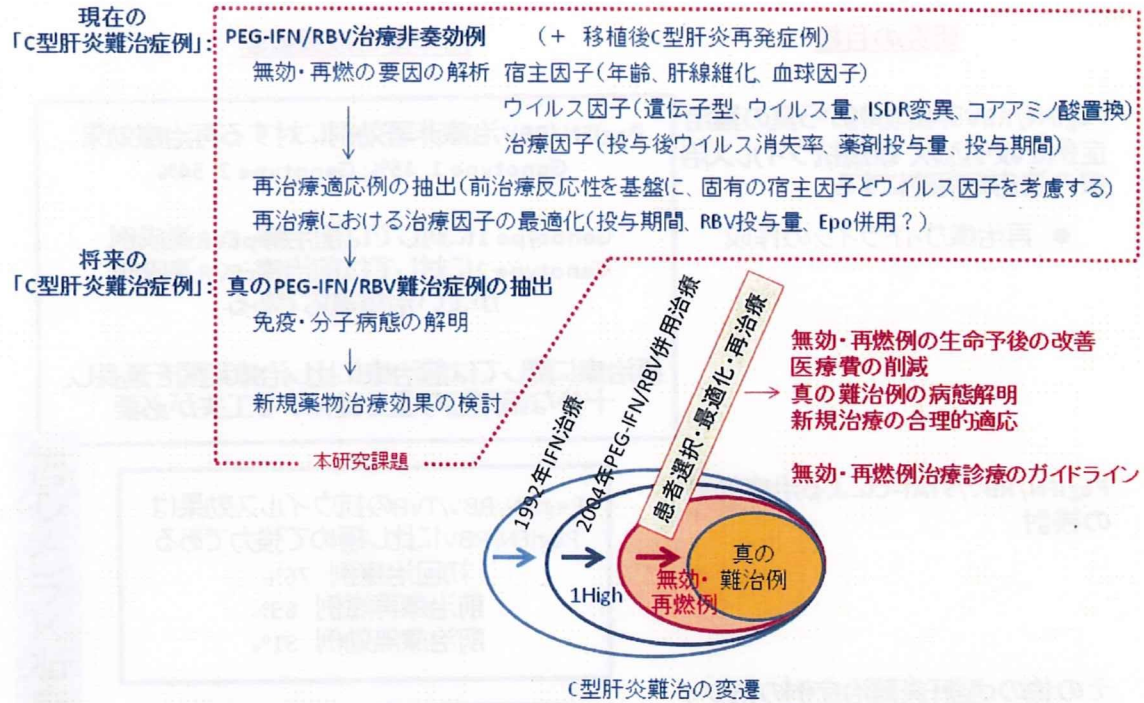 現在の
「C型肝炎難治症例」：
PEG-IFN/RBV治療非奏効例　（＋ 移植後C型肝炎再発症例）
無効・再燃の要因の解析 宿主因子（年齢、肝線維化、血球因子）
ウイルス因子（遺伝子型、ウイルス量、ISDR変異、コアアミノ酸置換）
治療因子（投与後ウイルス消失率、薬剤投与量、投与期間）
再治療適応例の抽出（前治療反応性を基盤に、固有の宿主因子とウイルス因子を考慮する）
再治療における治療因子の最適化（投与期間、RBV投与量、Epo併用？）
将来の
「C型肝炎難治症例」：
真のPEG-IFN/RBV難治症例の抽出
免疫・分子病態の解明
新規薬物治療効果の検討
本研究課題
1992年IFN治療
2004年PEG-IFN/RBV併用治療
患者選択・最適化・再治療
無効・再燃例の生命予後の改善
医療費の削減
真の難治例の病態解明
新規治療の合理的適応
無効・再燃例治療診療のガイドライン
1High
無効・
再燃例
真の
難治例
C型肝炎難治の変遷